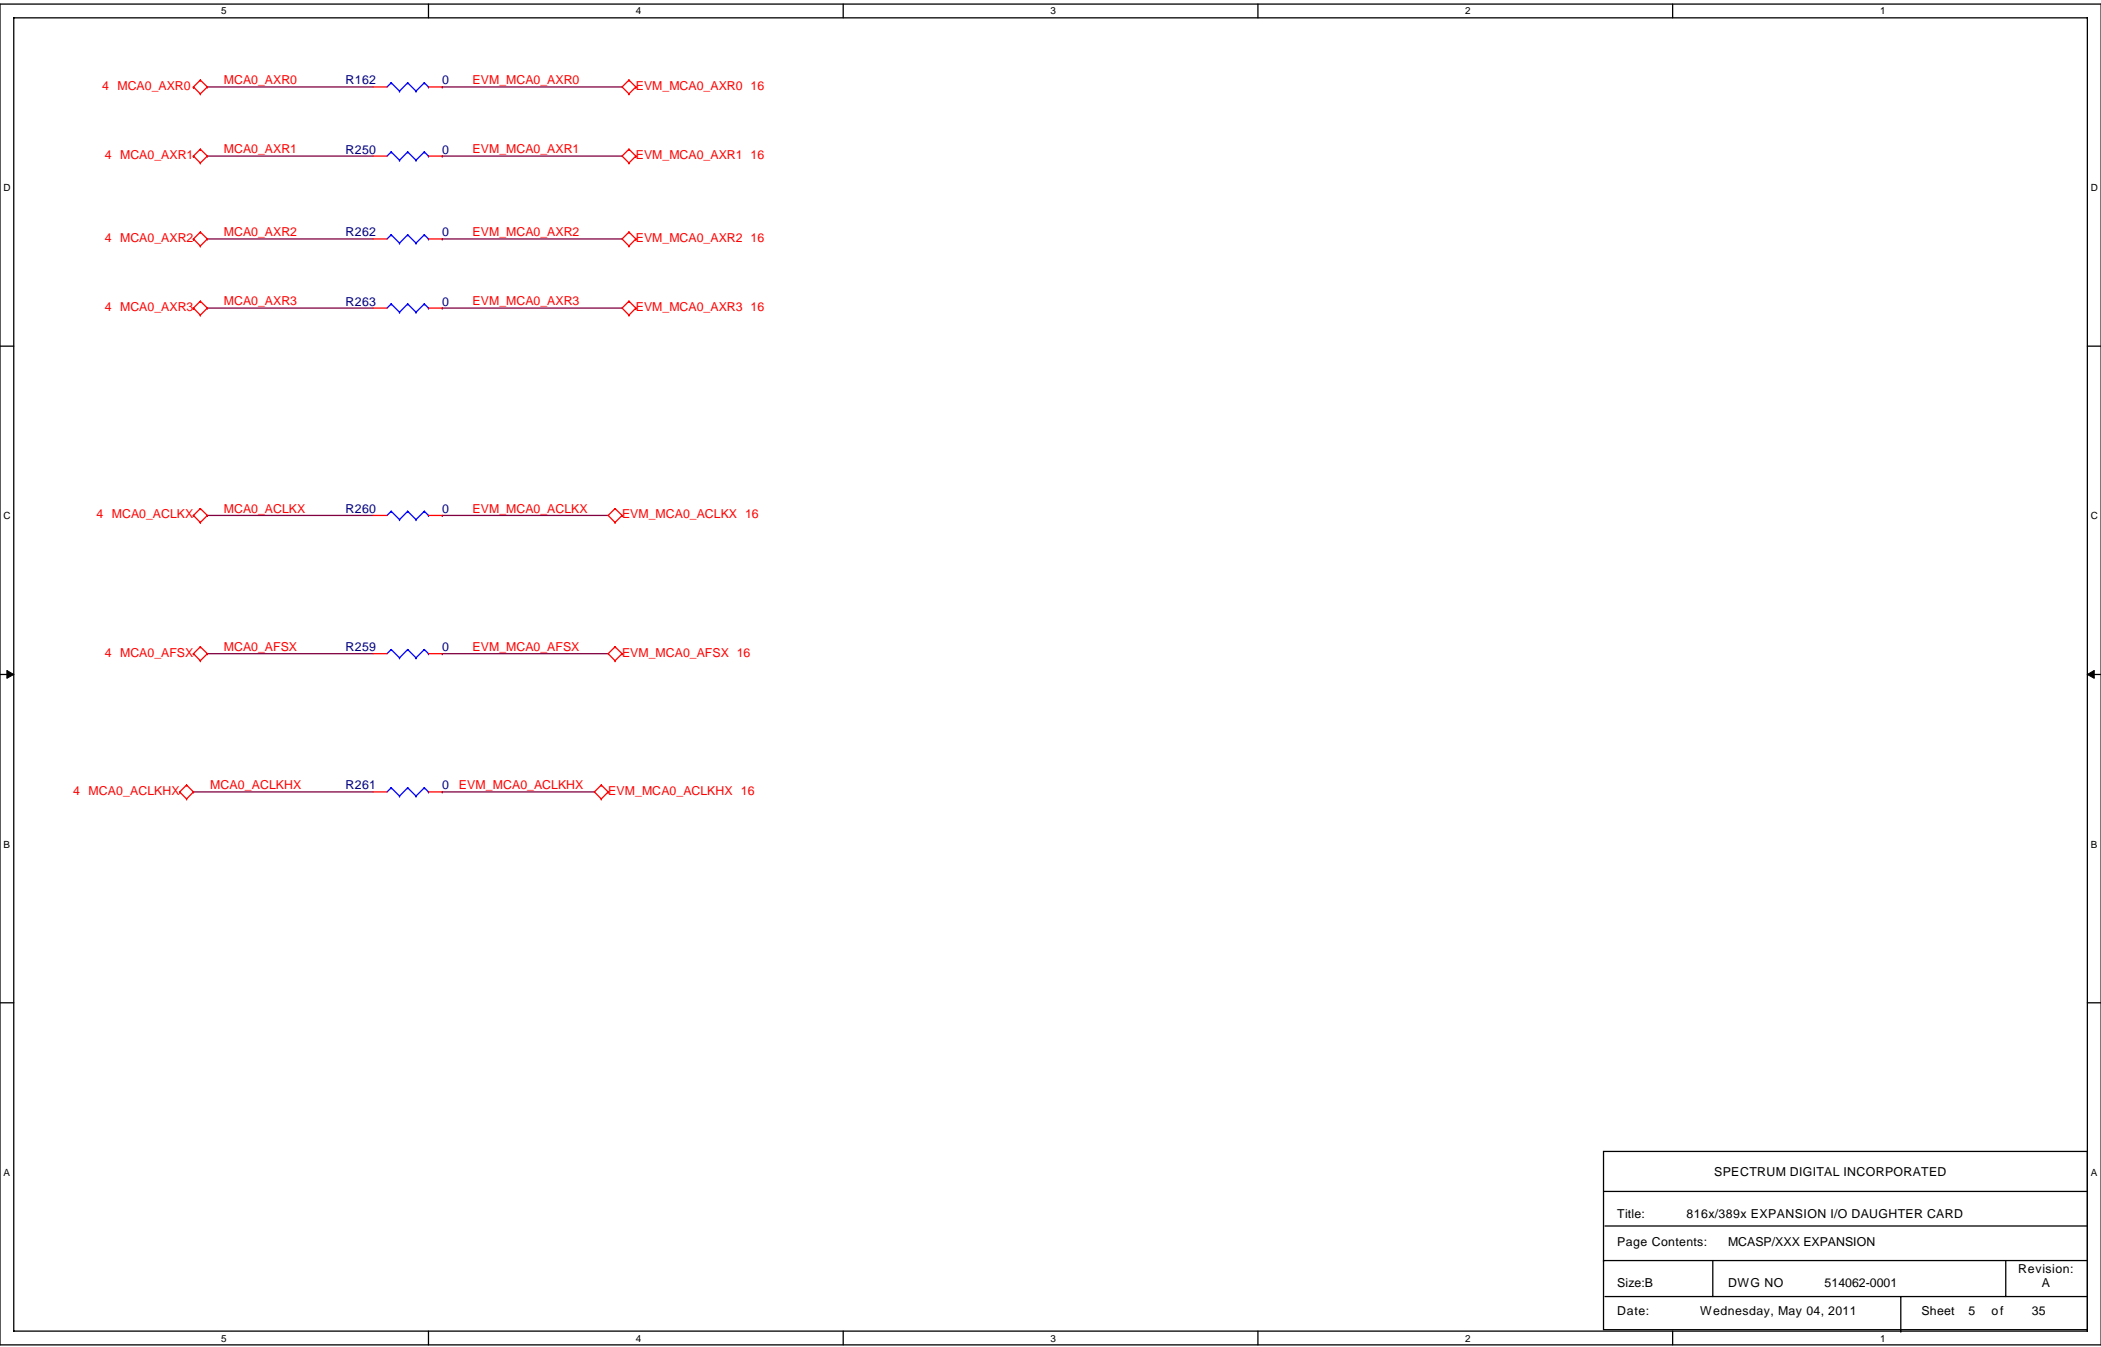 5 4 3 2 1
4 MCA0_AXR0 MCA0_AXR0 R162 0 EVM_MCA0_AXR0 EVM_MCA0_AXR0 16
4 MCA0_AXR1 MCA0_AXR1 R250 0 EVM_MCA0_AXR1 EVM_MCA0_AXR1 16
D D
4 MCA0_AXR2 MCA0_AXR2 R262 0 EVM_MCA0_AXR2 EVM_MCA0_AXR2 16
4 MCA0_AXR3 MCA0_AXR3 R263 0 EVM_MCA0_AXR3 EVM_MCA0_AXR3 16
4 MCA0_ACLKX MCA0_ACLKX R260 0 EVM_MCA0_ACLKX EVM_MCA0_ACLKX 16
C C
4 MCA0_AFSX MCA0_AFSX R259 0 EVM_MCA0_AFSX EVM_MCA0_AFSX 16
4 MCA0_ACLKHX MCA0_ACLKHX R261 0 EVM_MCA0_ACLKHX EVM_MCA0_ACLKHX 16
B B
A A
SPECTRUM DIGITAL INCORPORATED
Title: 816x/389x EXPANSION I/O DAUGHTER CARD
Page Contents: MCASP/XXX EXPANSION
Size:B DWG NO 514062-0001 Revision:
A
Date: Wednesday, May 04, 2011 Sheet 5 of 35
5 4 3 2 1